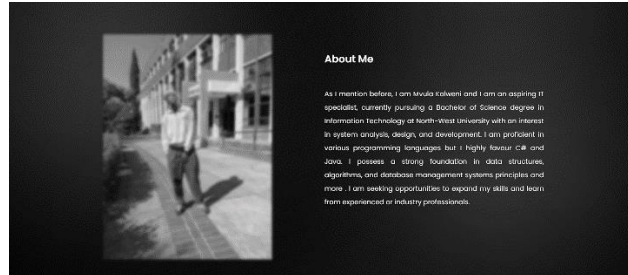 About Me
As I mention before, I am Mvula Kalweni and I am an aspiring IT
specialist, currently pursuing a Bachelor of Science degree in
Information Technology at North-West University with an interest
in system analysis, design, and development. I am proficient in
various programming languages but I highly favour C# and
Java. I possess a strong foundation in data structures,
algorithms, and database management systems principles and
more . I am seeking opportunities to expand my skills and learn
from experienced or industry professionals.